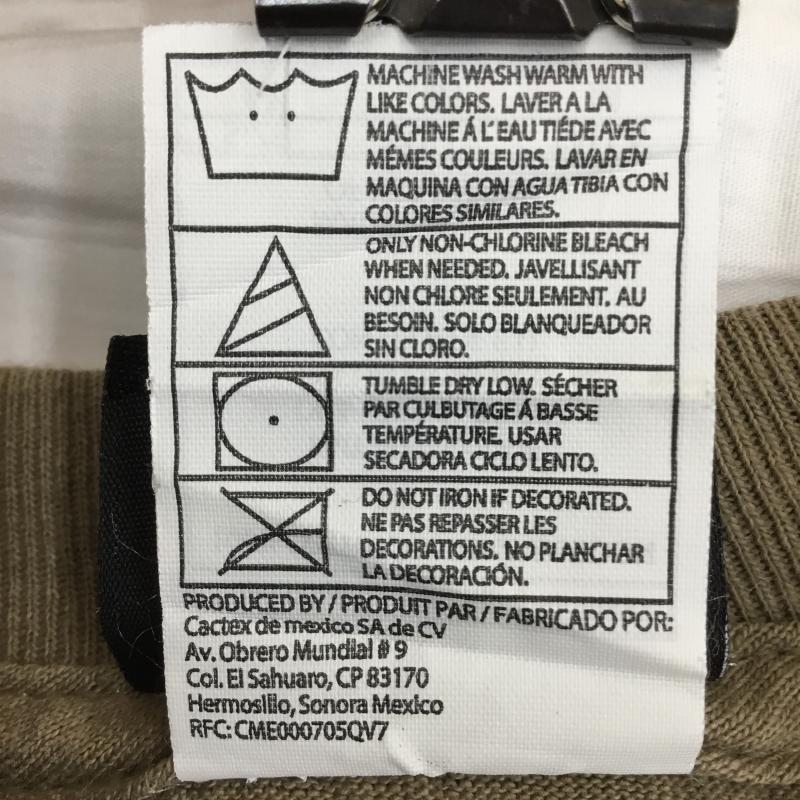 MACHINE WASH WARM WITH
LIKE COLORS. LAVER A LA
MACHINE Á L'EAU TIÉDE AVEC
MÉMES COULEURS. LAVAR EN
MAQUINA CON AGUA TIBIA CON
COLORES SIMILARES.
ONLY NON-CHLORINE BLEACH
WHEN NEEDED. JAVELLISANT
NON CHLORE SEULEMENT. AU
BESOIN. SOLO BLANQUEADOR
SIN CLORO.
TUMBLE DRY LOW. SÉCHER
PAR CULBUTAGE Á BASSE
TEMPÉRATURE. USAR
SECADORA CICLO LENTO.
DO NOT IRON IF DECORATED.
NE PAS REPASSER LES
DECORATIONS. NO PLANCHAR
LA DECORACIÓN.
PRODUCED BY / PRODUIT PAR / FABRICADO POR:
Cactex de mexico SA de CV
Av. Obrero Mundial # 9
Col. El Sahuaro, CP 83170
Hermosillo, Sonora Mexico
RFC: CME000705QV7